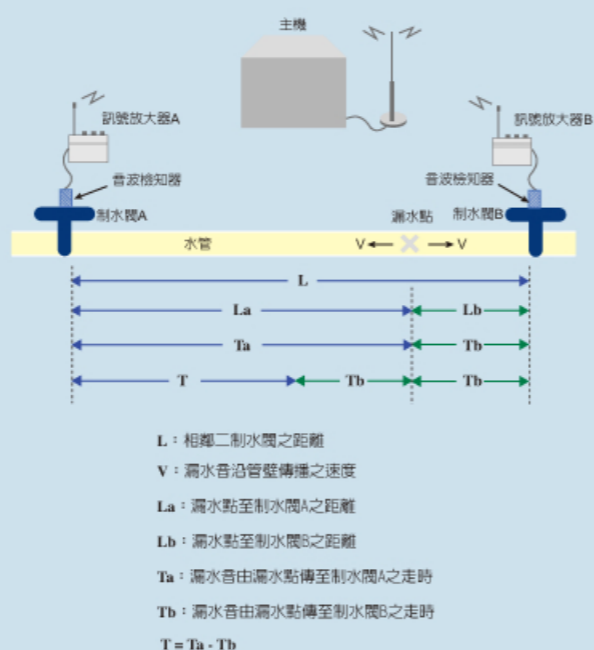 主機
訊號放大器A
訊號放大器B
音波檢知器
音波檢知器
制水閥A
漏水點
制水閥B
水管
V
V
L
La
Lb
Ta
Tb
T
Tb
Tb
L：相鄰二制水閥之距離
V：漏水音沿管壁傳播之速度
La：漏水點至制水閥A之距離
Lb：漏水點至制水閥B之距離
Ta：漏水音由漏水點傳至制水閥A之走時
Tb：漏水音由漏水點傳至制水閥B之走時
T = Ta - Tb